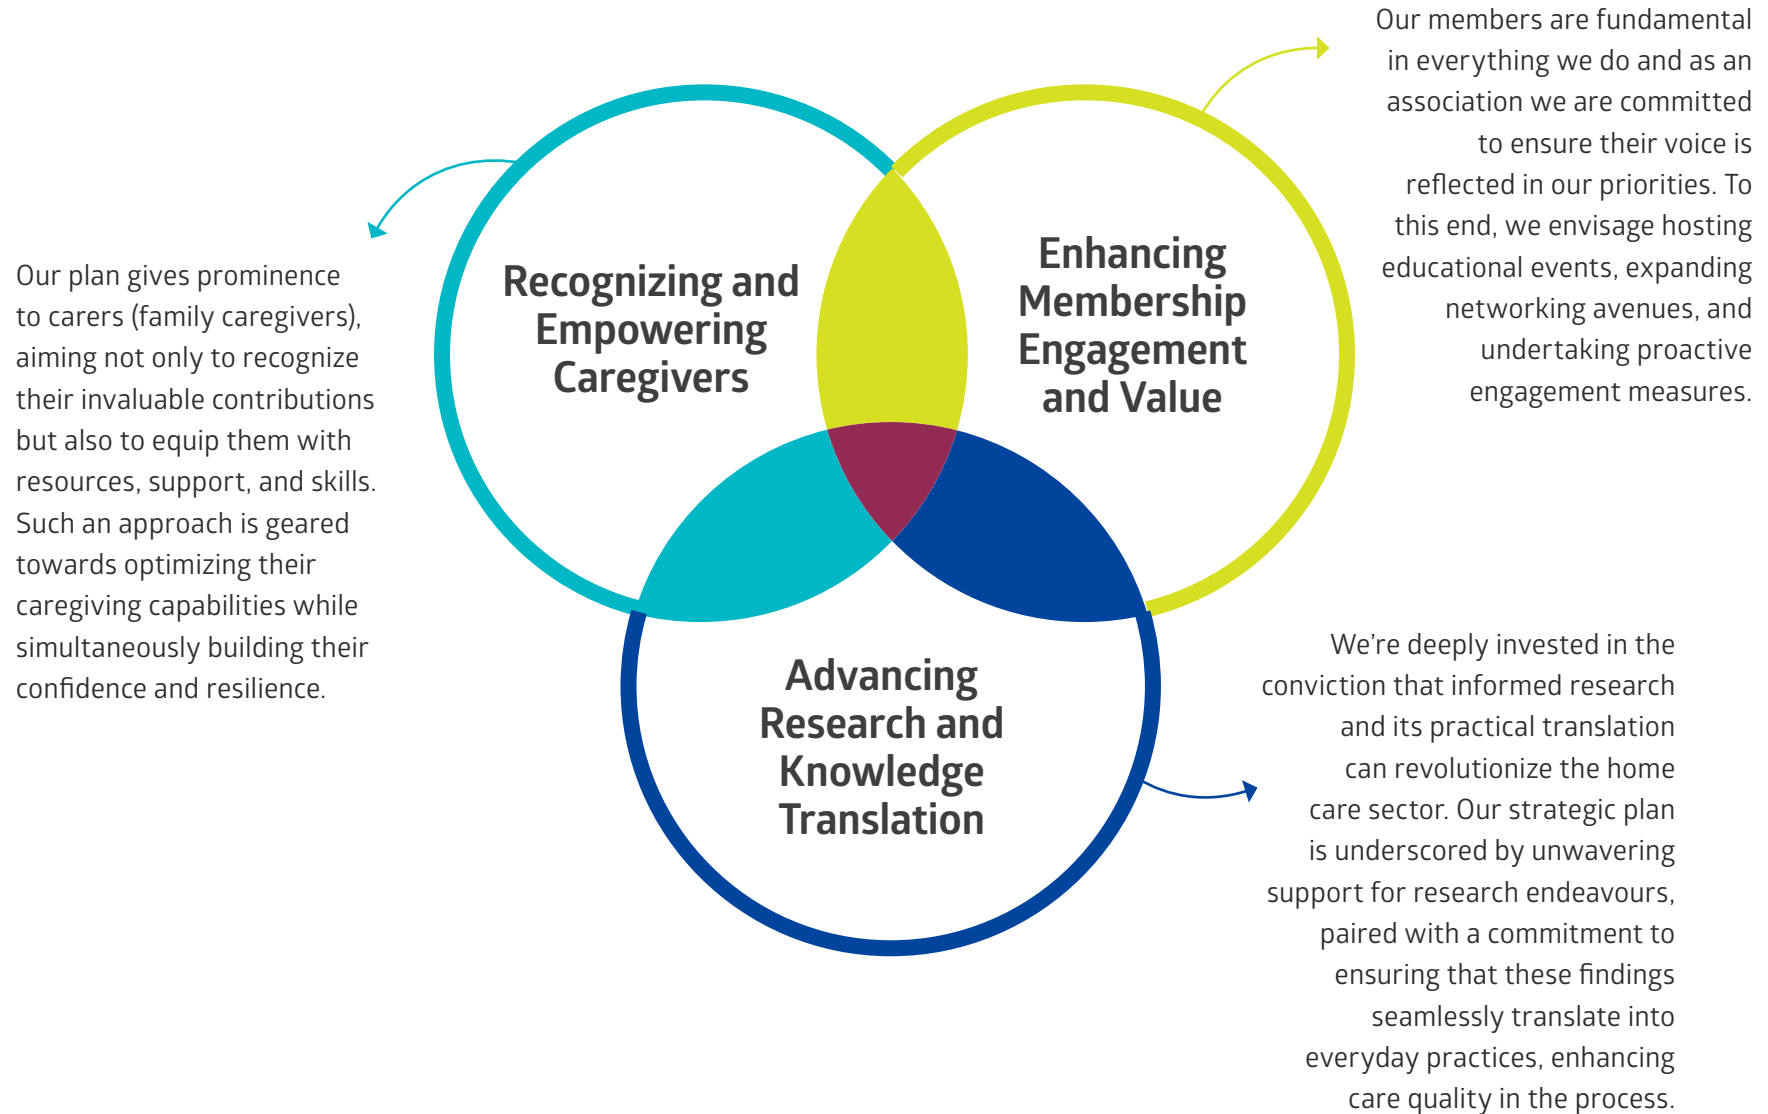 Our plan gives prominence
to carers (family caregivers),
aiming not only to recognize
their invaluable contributions
but also to equip them with
resources, support, and skills.
Such an approach is geared
towards optimizing their
caregiving capabilities while
simultaneously building their
confidence and resilience.
Recognizing and
Empowering
Caregivers
Enhancing
Membership
Engagement
and Value
Our members are fundamental
in everything we do and as an
association we are committed
to ensure their voice is
reflected in our priorities. To
this end, we envisage hosting
educational events, expanding
networking avenues, and
undertaking proactive
engagement measures.
Advancing
Research and
Knowledge
Translation
We’re deeply invested in the
conviction that informed research
and its practical translation
can revolutionize the home
care sector. Our strategic plan
is underscored by unwavering
support for research endeavours,
paired with a commitment to
ensuring that these findings
seamlessly translate into
everyday practices, enhancing
care quality in the process.